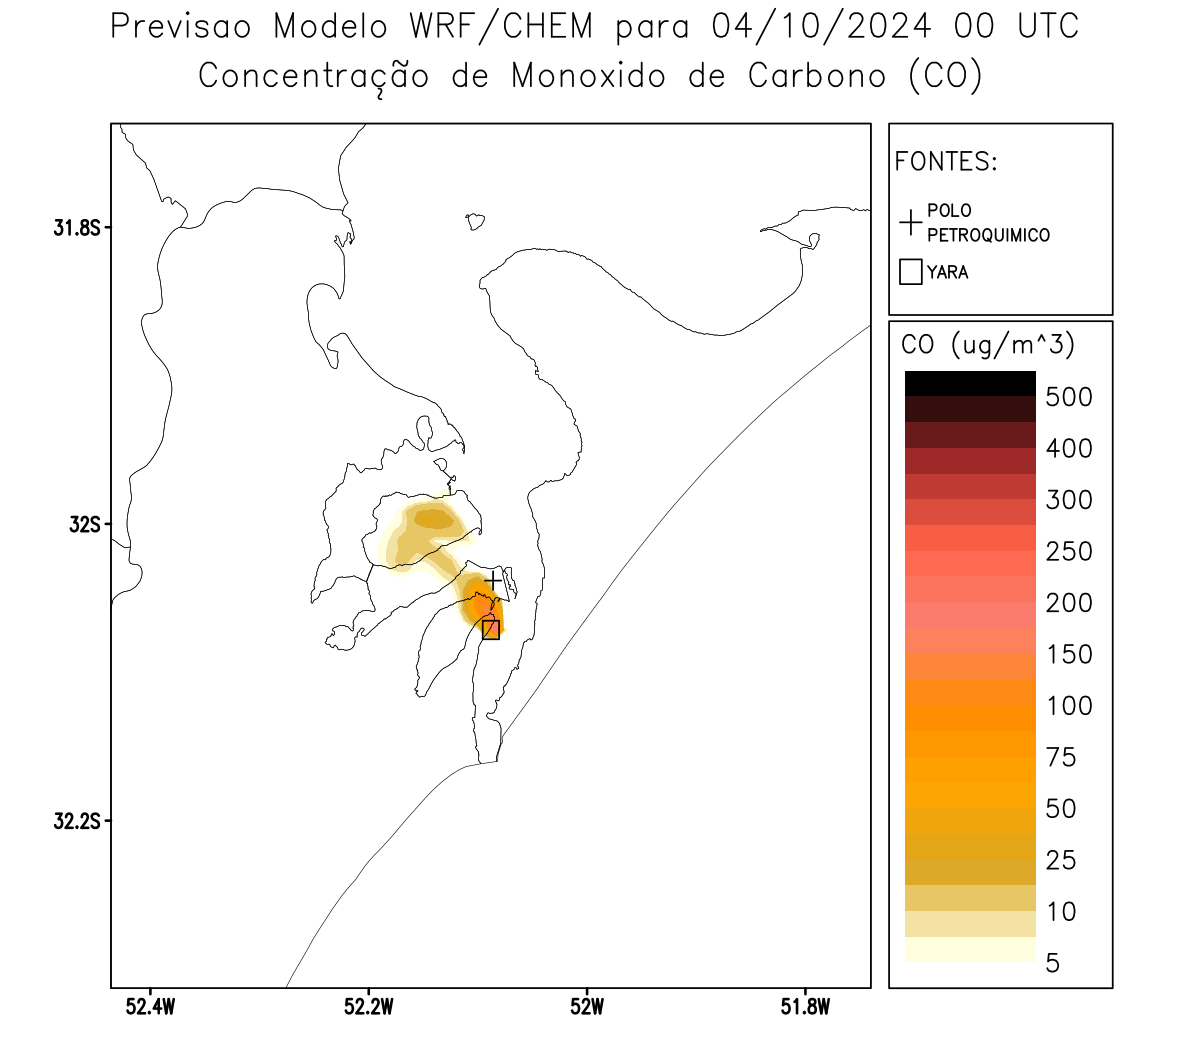 Previsao Modelo WRF/CHEM para 04/10/2024 00 UTC
Concentração de Monoxido de Carbono (CO)
FONTES:
POLO
PETROQUIMICO
YARA
CO (ug/m^3)
500
400
300
250
200
150
100
75
50
25
10
5
31.8S
32S
32.2S
52.4W
52.2W
52W
51.8W